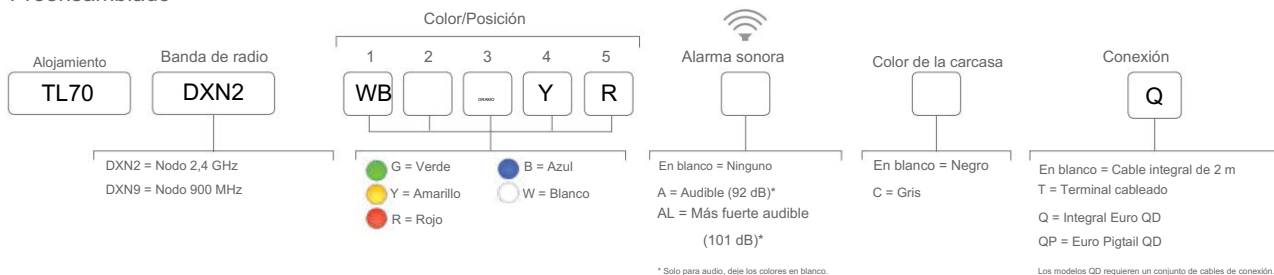 Preensamblado
Color/Posición
Alojamiento
Banda de radio
1 2 3 4 5
Alarma sonora
Color de la carcasa
Conexión
TL70
DXN2
WB
GRAMO
Y
R
Q
DXN2 = Nodo 2,4 GHz
DXN9 = Nodo 900 MHz
G = Verde
Y = Amarillo
R = Rojo
B = Azul
W = Blanco
En blanco = Ninguno
A = Audible (92 dB)*
AL = Más fuerte audible
(101 dB)*
En blanco = Negro
C = Gris
En blanco = Cable integral de 2 m
T = Terminal cableado
Q = Integral Euro QD
QP = Euro Pigtail QD
* Solo para audio, deje los colores en blanco.
Los modelos QD requieren un conjunto de cables de conexión.